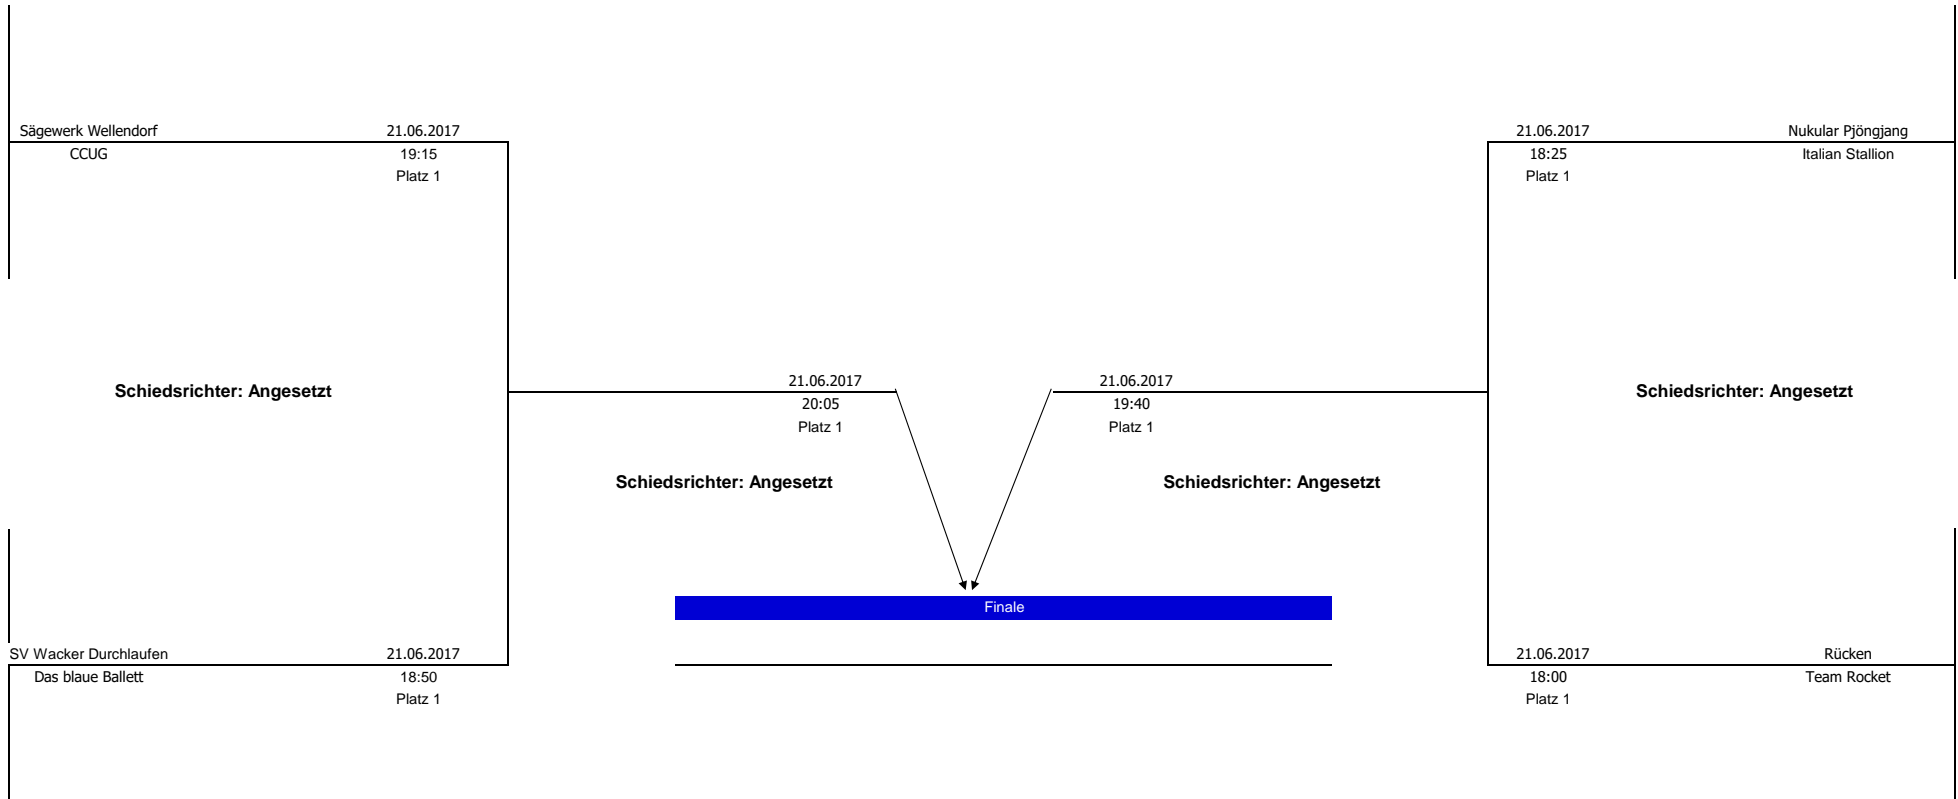 Sägewerk Wellendorf 21.06.2017 21.06.2017 Nukular Pjöngjang
CCUG 19:15 18:25 Italian Stallion
Platz 1 Platz 1
21.06.2017 21.06.2017
Schiedsrichter: Angesetzt Schiedsrichter: Angesetzt
20:05 19:40
Platz 1 Platz 1
Schiedsrichter: Angesetzt Schiedsrichter: Angesetzt
Finale
SV Wacker Durchlaufen 21.06.2017 21.06.2017 Rücken
Das blaue Ballett 18:50 18:00 Team Rocket
Platz 1 Platz 1